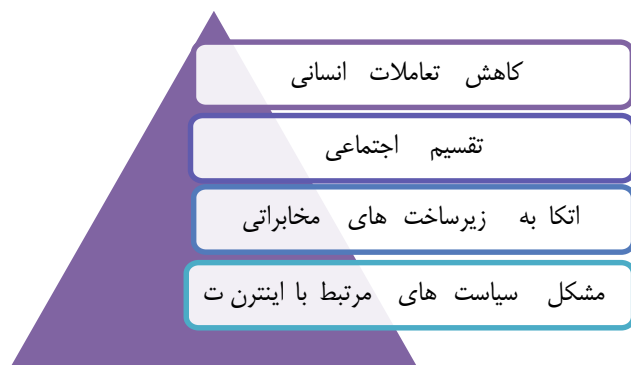 کاهش تعاملات انسانی
تقسیم اجتماعی
اتکا به زیرساخت های مخابراتی
مشکل سیاست های مرتبط با اینترن ت